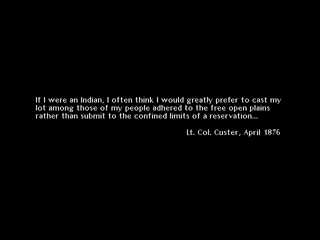 If I were an Indian, I often think I would greatly prefer to cast my
lot among those of my people adhered to the free open plains
rather than submit to the confined limits of a reservation...
Lt. Col. Custer, April 1876